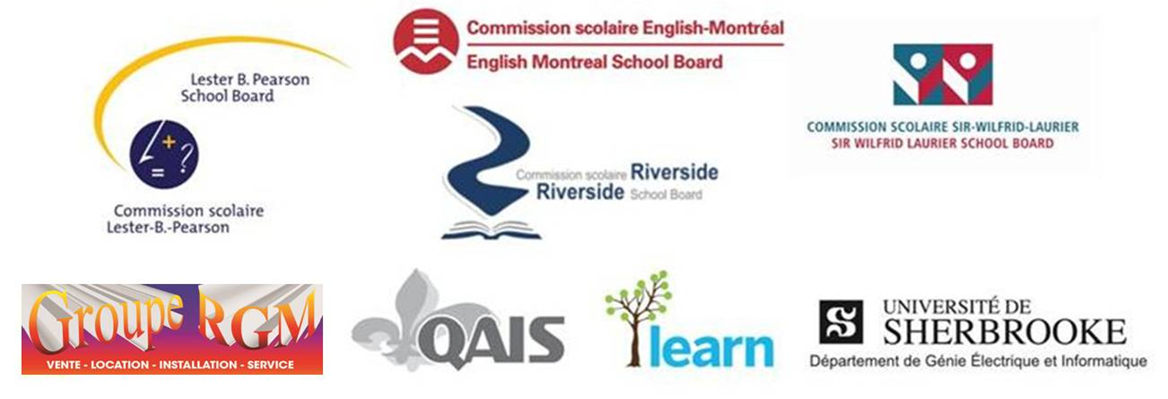 Lester B. Pearson
School Board
L + ? =
Commission scolaire
Lester-B.-Pearson
Commission scolaire English-Montréal
English Montreal School Board
Commission scolaire Riverside
Riverside School Board
COMMISSION SCOLAIRE SIR-WILFRID-LAURIER
SIR WILFRID LAURIER SCHOOL BOARD
Groupe RGM
VENTE - LOCATION - INSTALLATION - SERVICE
QAIS
learn
S
UNIVERSITÉ DE
SHERBROOKE
Département de Génie Électrique et Informatique